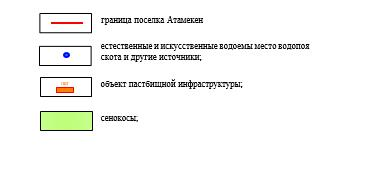 граница поселка Атамекен
естественные и искусственные водоемы место водопоя
скота и другие источники;
объект пастбищной инфраструктуры;
сенокосы;